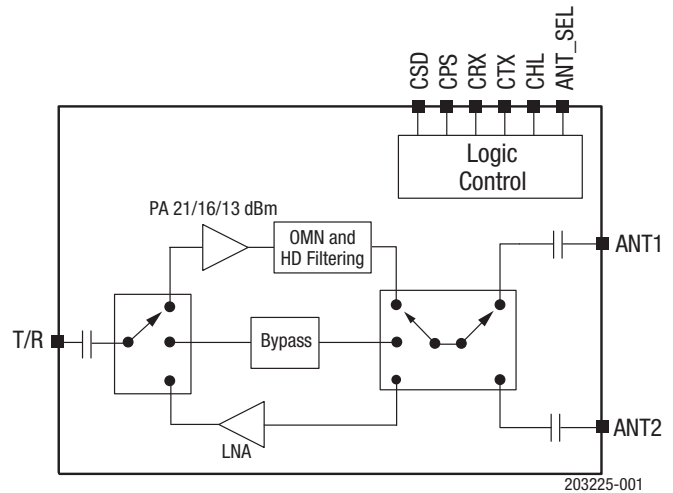 CSD
CPS
CRX
CTX
CHL
ANT_SEL
Logic
Control
PA 21/16/13 dBm
OMN and
HD Filtering
ANT1
T/R
Bypass
LNA
ANT2
203225-001